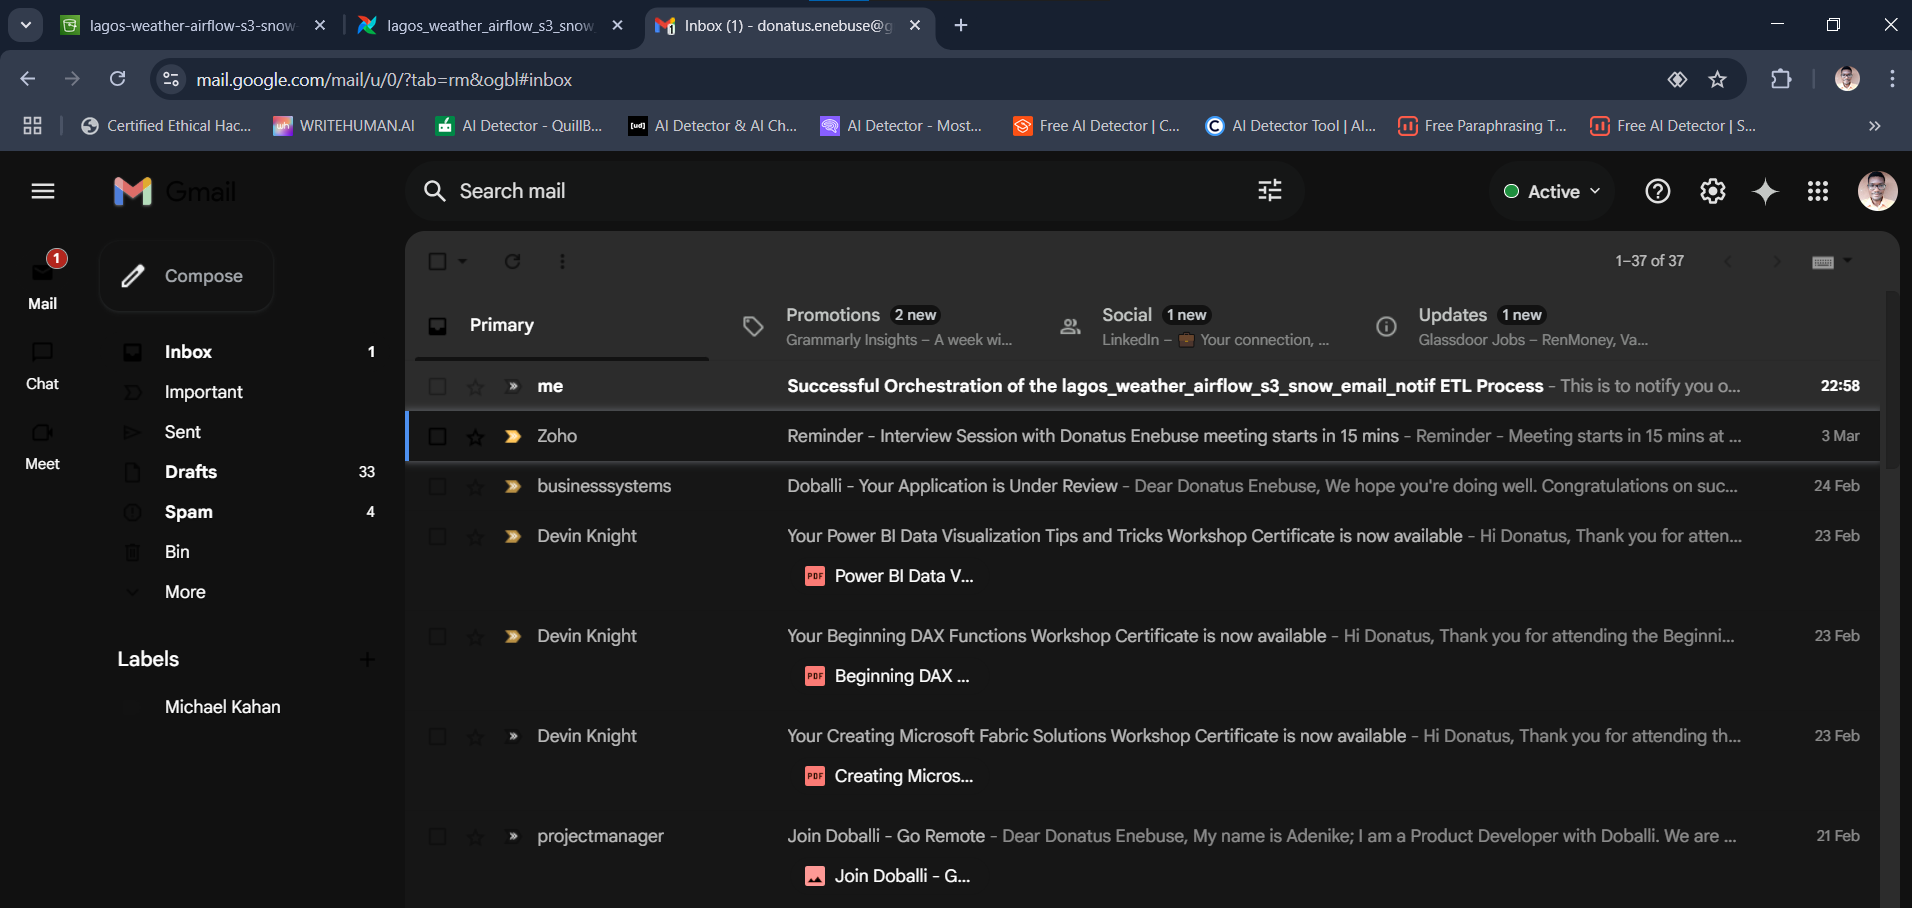 lagos-weather-airflow-s3-snow-
lagos_weather_airflow_s3_snow_
Inbox (1) - donatus.enebuse@g
mail.google.com/mail/u/0/?tab=rm&ogbl#inbox
Certified Ethical Hac...
WRITEHUMAN.AI
AI Detector - QuillB...
AI Detector & AI Ch...
AI Detector - Most...
Free AI Detector | C...
AI Detector Tool | AI...
Free Paraphrasing T...
Free AI Detector | S...
Gmail
Search mail
Active
1
Mail
Chat
Meet
Compose
Inbox 1
Important
Sent
Drafts 33
Spam 4
Bin
More
Labels
Michael Kahan
1–37 of 37
Primary
Promotions 2 new
Grammarly Insights – A week wi...
Social 1 new
LinkedIn – 💼 Your connection, ...
Updates 1 new
Glassdoor Jobs – RenMoney, Va...
me Successful Orchestration of the lagos_weather_airflow_s3_snow_email_notif ETL Process - This is to notify you o... 22:58
Zoho Reminder - Interview Session with Donatus Enebuse meeting starts in 15 mins - Reminder - Meeting starts in 15 mins at ... 3 Mar
businesssystems Doballi - Your Application is Under Review - Dear Donatus Enebuse, We hope you're doing well. Congratulations on suc... 24 Feb
Devin Knight Your Power BI Data Visualization Tips and Tricks Workshop Certificate is now available - Hi Donatus, Thank you for atten... 23 Feb
PDF Power BI Data V...
Devin Knight Your Beginning DAX Functions Workshop Certificate is now available - Hi Donatus, Thank you for attending the Beginni... 23 Feb
PDF Beginning DAX ...
Devin Knight Your Creating Microsoft Fabric Solutions Workshop Certificate is now available - Hi Donatus, Thank you for attending th... 23 Feb
PDF Creating Micros...
projectmanager Join Doballi - Go Remote - Dear Donatus Enebuse, My name is Adenike; I am a Product Developer with Doballi. We are ... 21 Feb
Join Doballi - G...